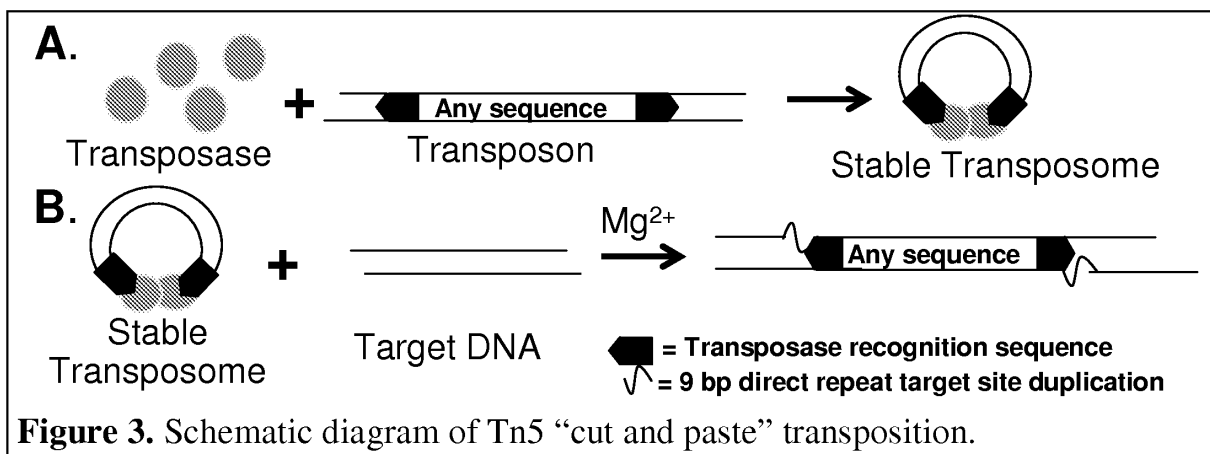 A.
Transposase
+
Any sequence
Transposon
Stable Transposome
B.
Stable
Transposome
+
Target DNA
Mg²⁺
Any sequence
= Transposase recognition sequence
= 9 bp direct repeat target site duplication
Figure 3. Schematic diagram of Tn5 “cut and paste” transposition.